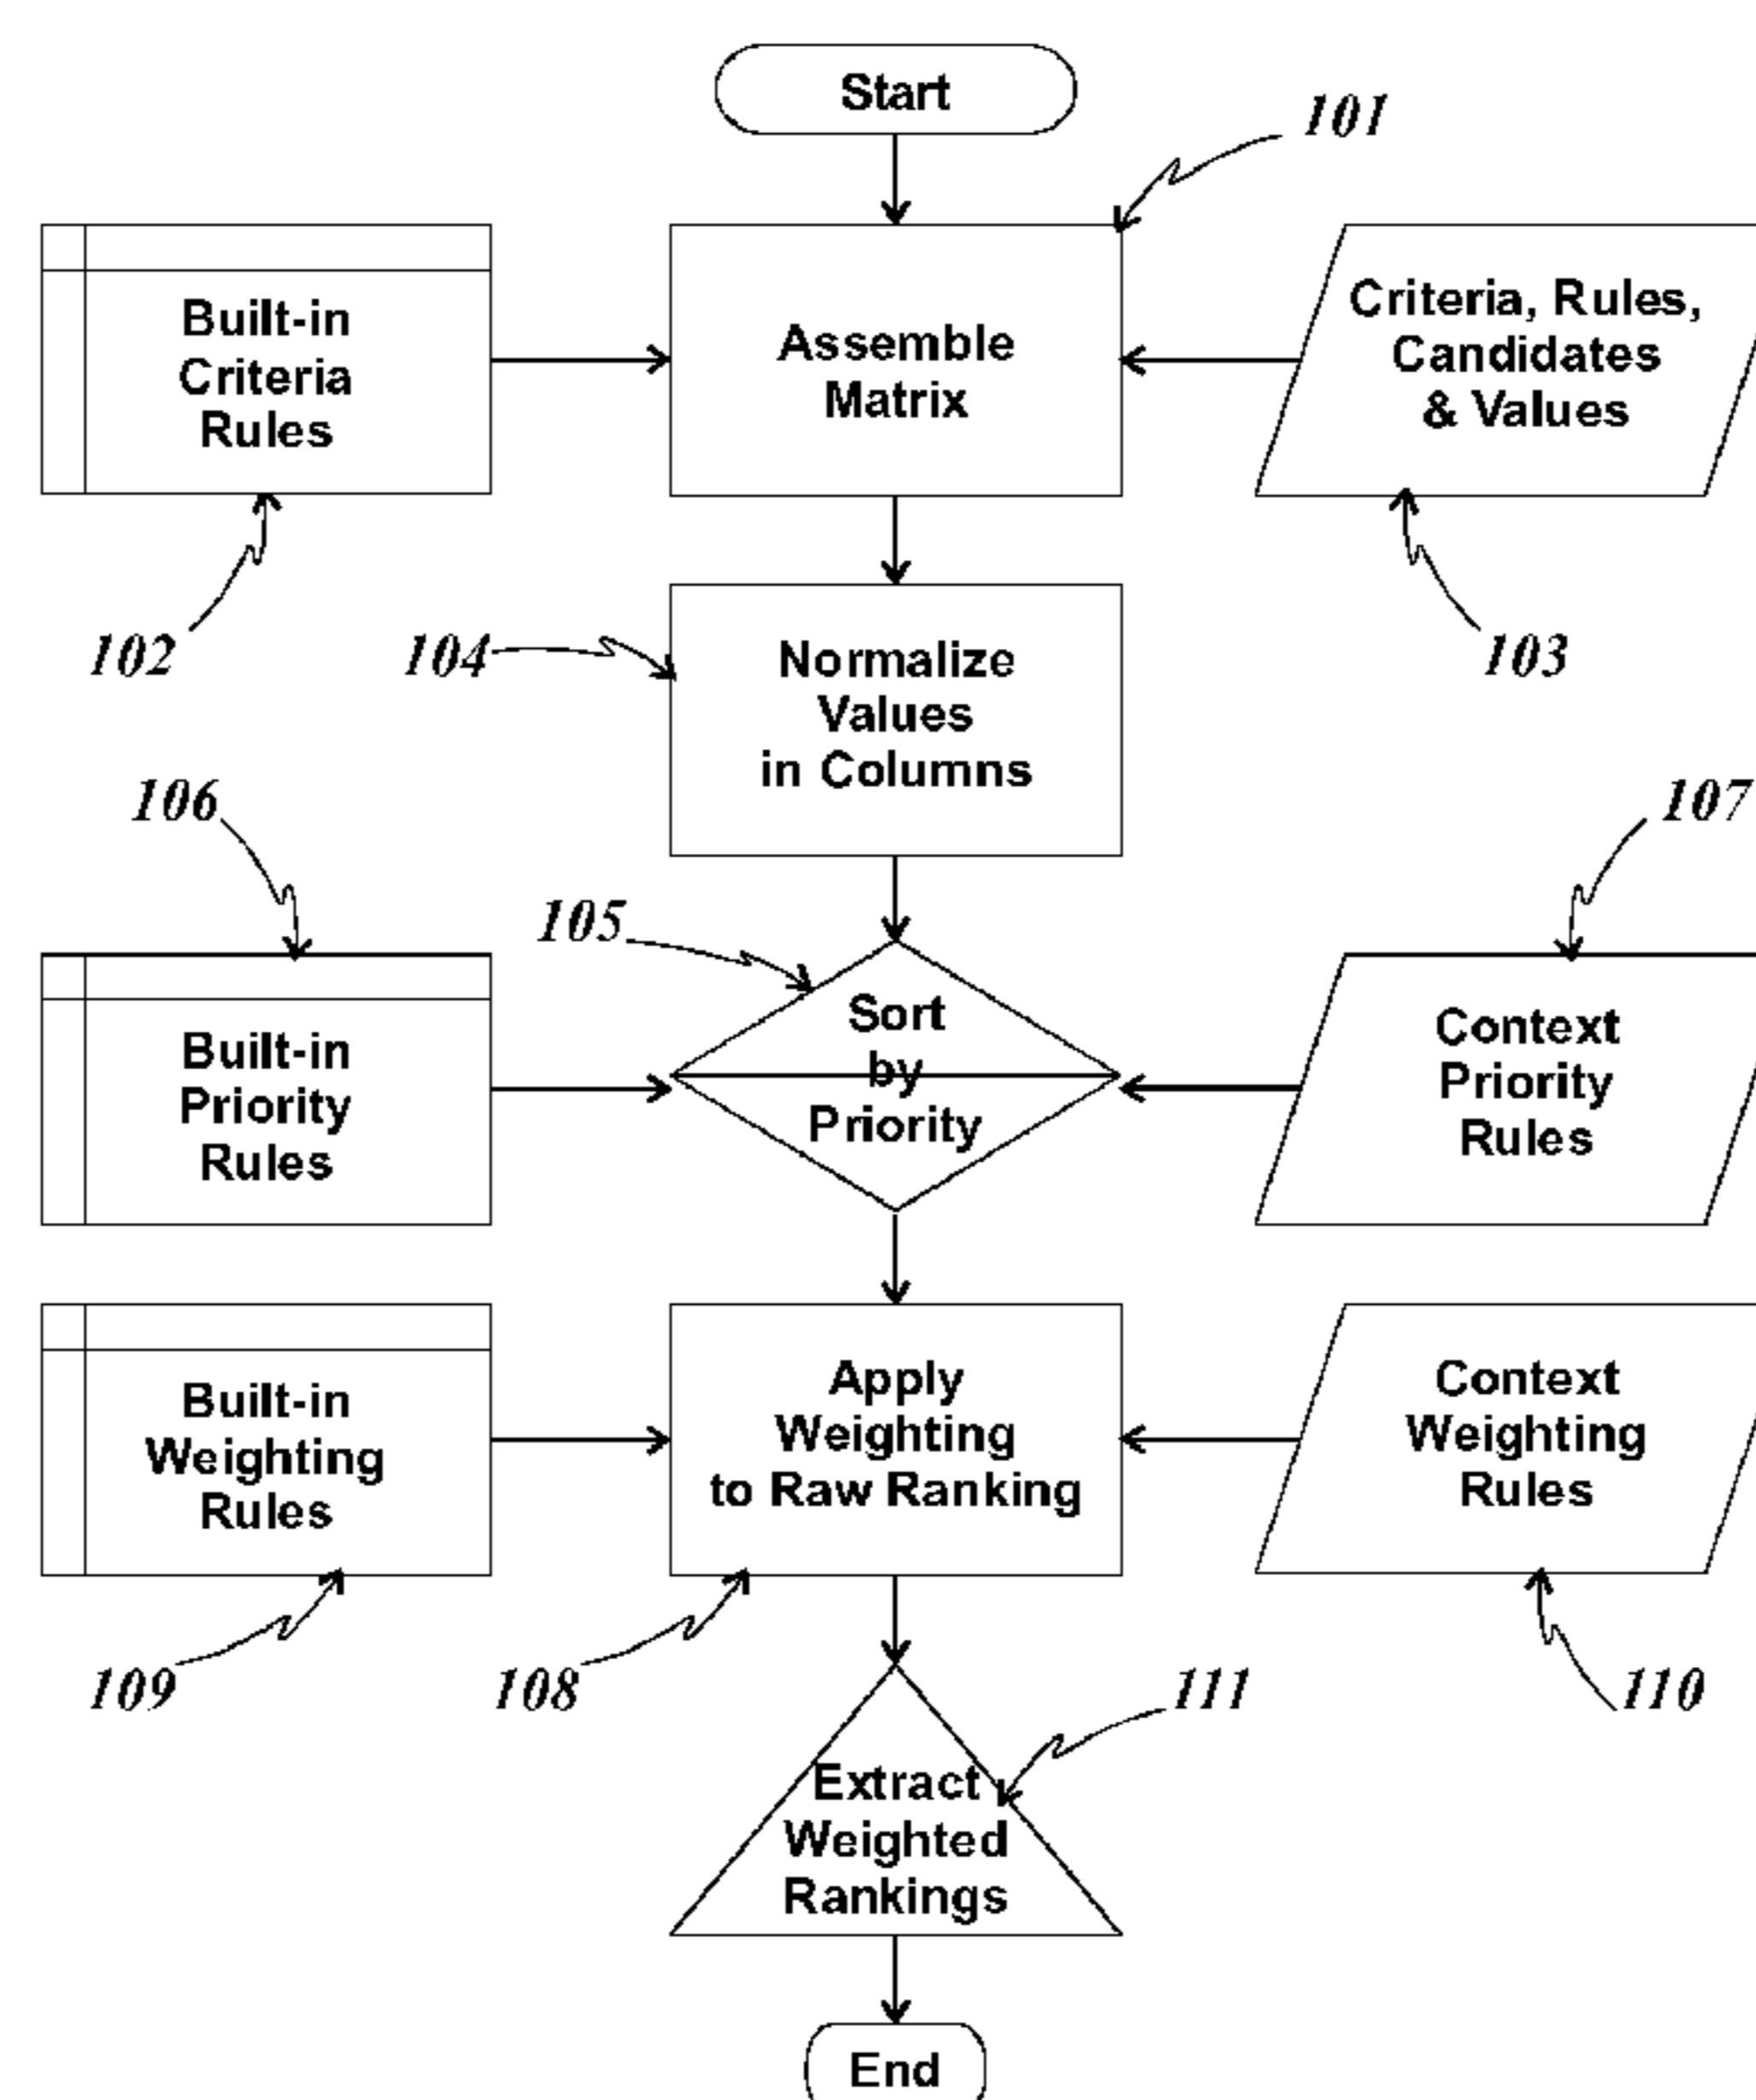 Start
101
Built-in
Criteria
Rules
Assemble
Matrix
Criteria, Rules,
Candidates
& Values
102
104
Normalize
Values
in Columns
103
106
107
105
Built-in
Priority
Rules
Sort
by
Priority
Context
Priority
Rules
Built-in
Weighting
Rules
Apply
Weighting
to Raw Ranking
Context
Weighting
Rules
109
108
111
110
Extract
Weighted
Rankings
End